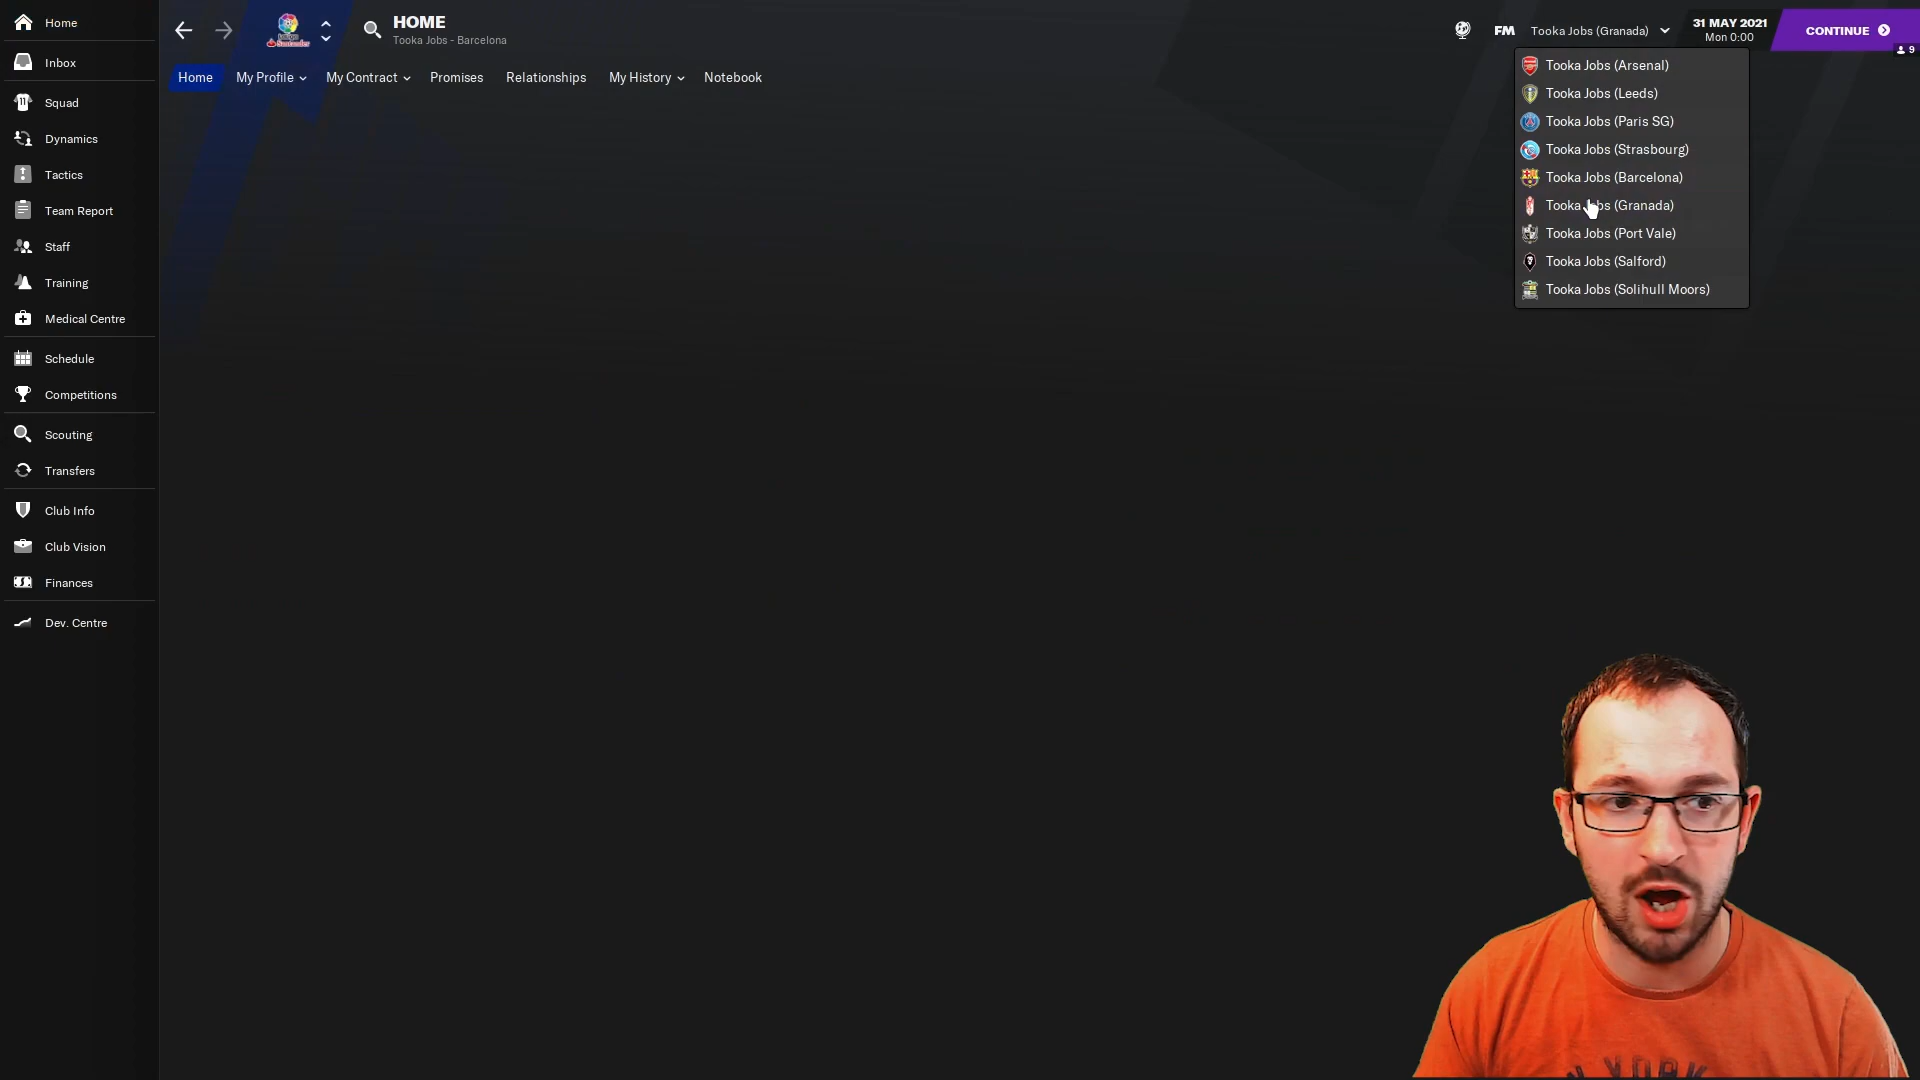 Home
Inbox
Squad
Dynamics
Tactics
Team Report
Staff
Training
Medical Centre
Schedule
Competitions
Scouting
Transfers
Club Info
Club Vision
Finances
Dev. Centre
HOME
Tooka Jobs - Barcelona
Home
My Profile
My Contract
Promises
Relationships
My History
Notebook
FM
Tooka Jobs (Granada)
31 MAY 2021
Mon 0:00
CONTINUE
9
Tooka Jobs (Arsenal)
Tooka Jobs (Leeds)
Tooka Jobs (Paris SG)
Tooka Jobs (Strasbourg)
Tooka Jobs (Barcelona)
Tooka Jobs (Granada)
Tooka Jobs (Port Vale)
Tooka Jobs (Salford)
Tooka Jobs (Solihull Moors)